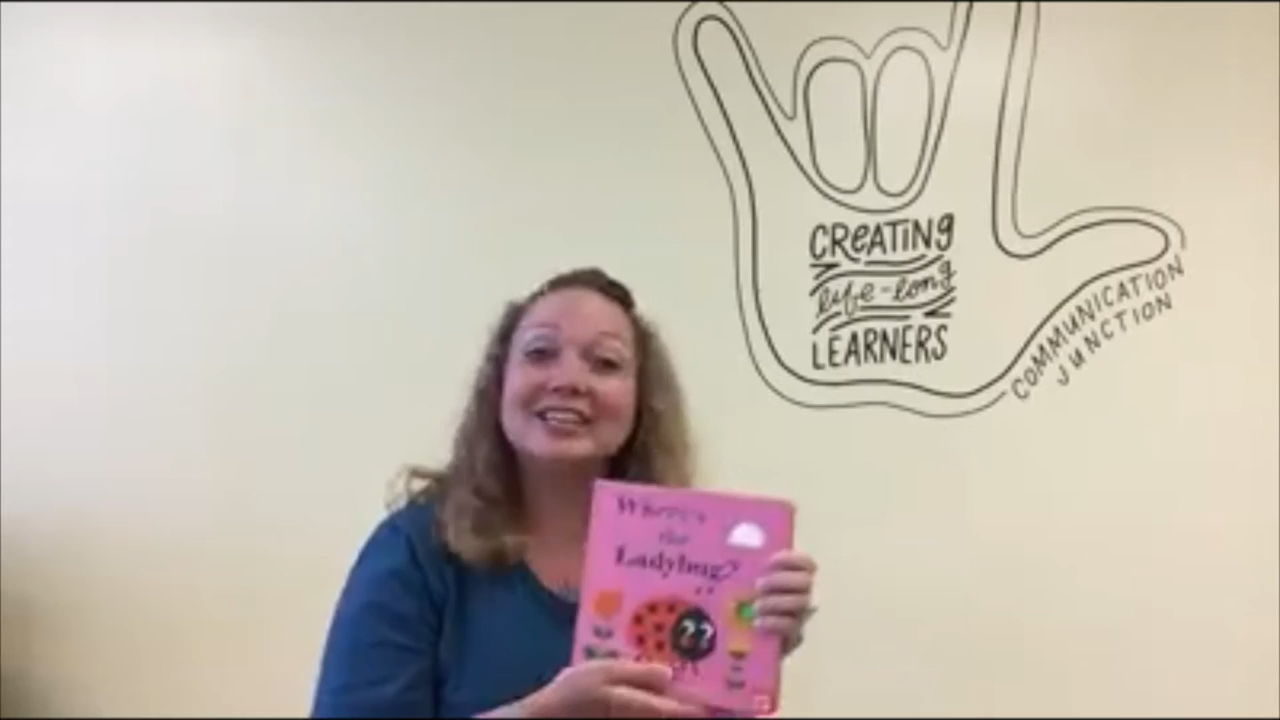 CREATING
life-long
LEARNERS
COMMUNICATION
JUNCTION
Where's
the
Ladybug?
??